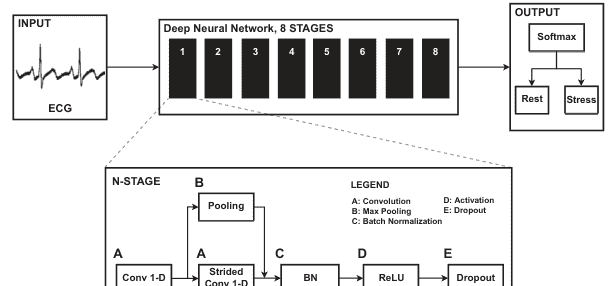 INPUT
ECG
Deep Neural Network, 8 STAGES
1 2 3 4 5 6 7 8
OUTPUT
Softmax
Rest Stress
N-STAGE
B
Pooling
LEGEND
A: Convolution
B: Max Pooling
C: Batch Normalization
D: Activation
E: Dropout
A A C D E
Conv 1-D
Strided
Conv 1-D
BN
ReLU
Dropout